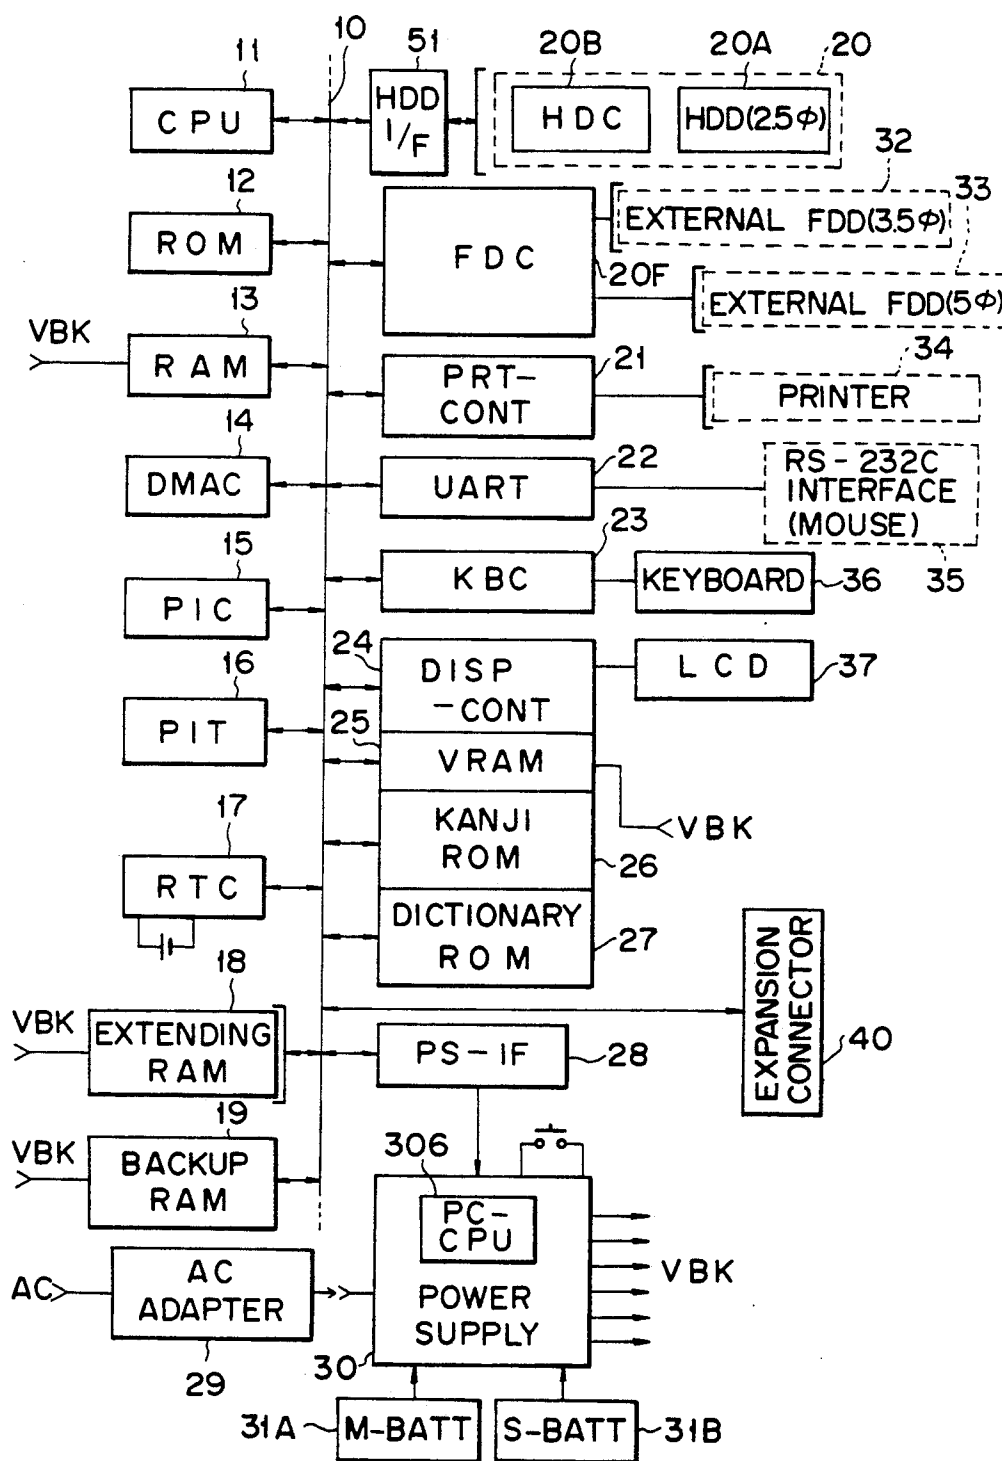 10
11
51
20B
20A
20
CPU
HDD
I/F
HDC
HDD(2.5φ)
32
33
12
ROM
FDC
EXTERNAL FDD(3.5φ)
20F
EXTERNAL FDD(5φ)
13
VBK
RAM
PRT-
CONT
21
34
PRINTER
14
DMAC
UART
22
RS-232C
INTERFACE
(MOUSE)
35
15
PIC
KBC
23
KEYBOARD
36
24
16
PIT
DISP
-CONT
LCD
37
25
VRAM
VBK
17
RTC
KANJI
ROM
26
DICTIONARY
ROM
27
EXPANSION
CONNECTOR
40
18
VBK
EXTENDING
RAM
PS-IF
28
19
VBK
BACKUP
RAM
306
PC-
CPU
VBK
AC
AC
ADAPTER
29
POWER
SUPPLY
30
31A
M-BATT
S-BATT
31B